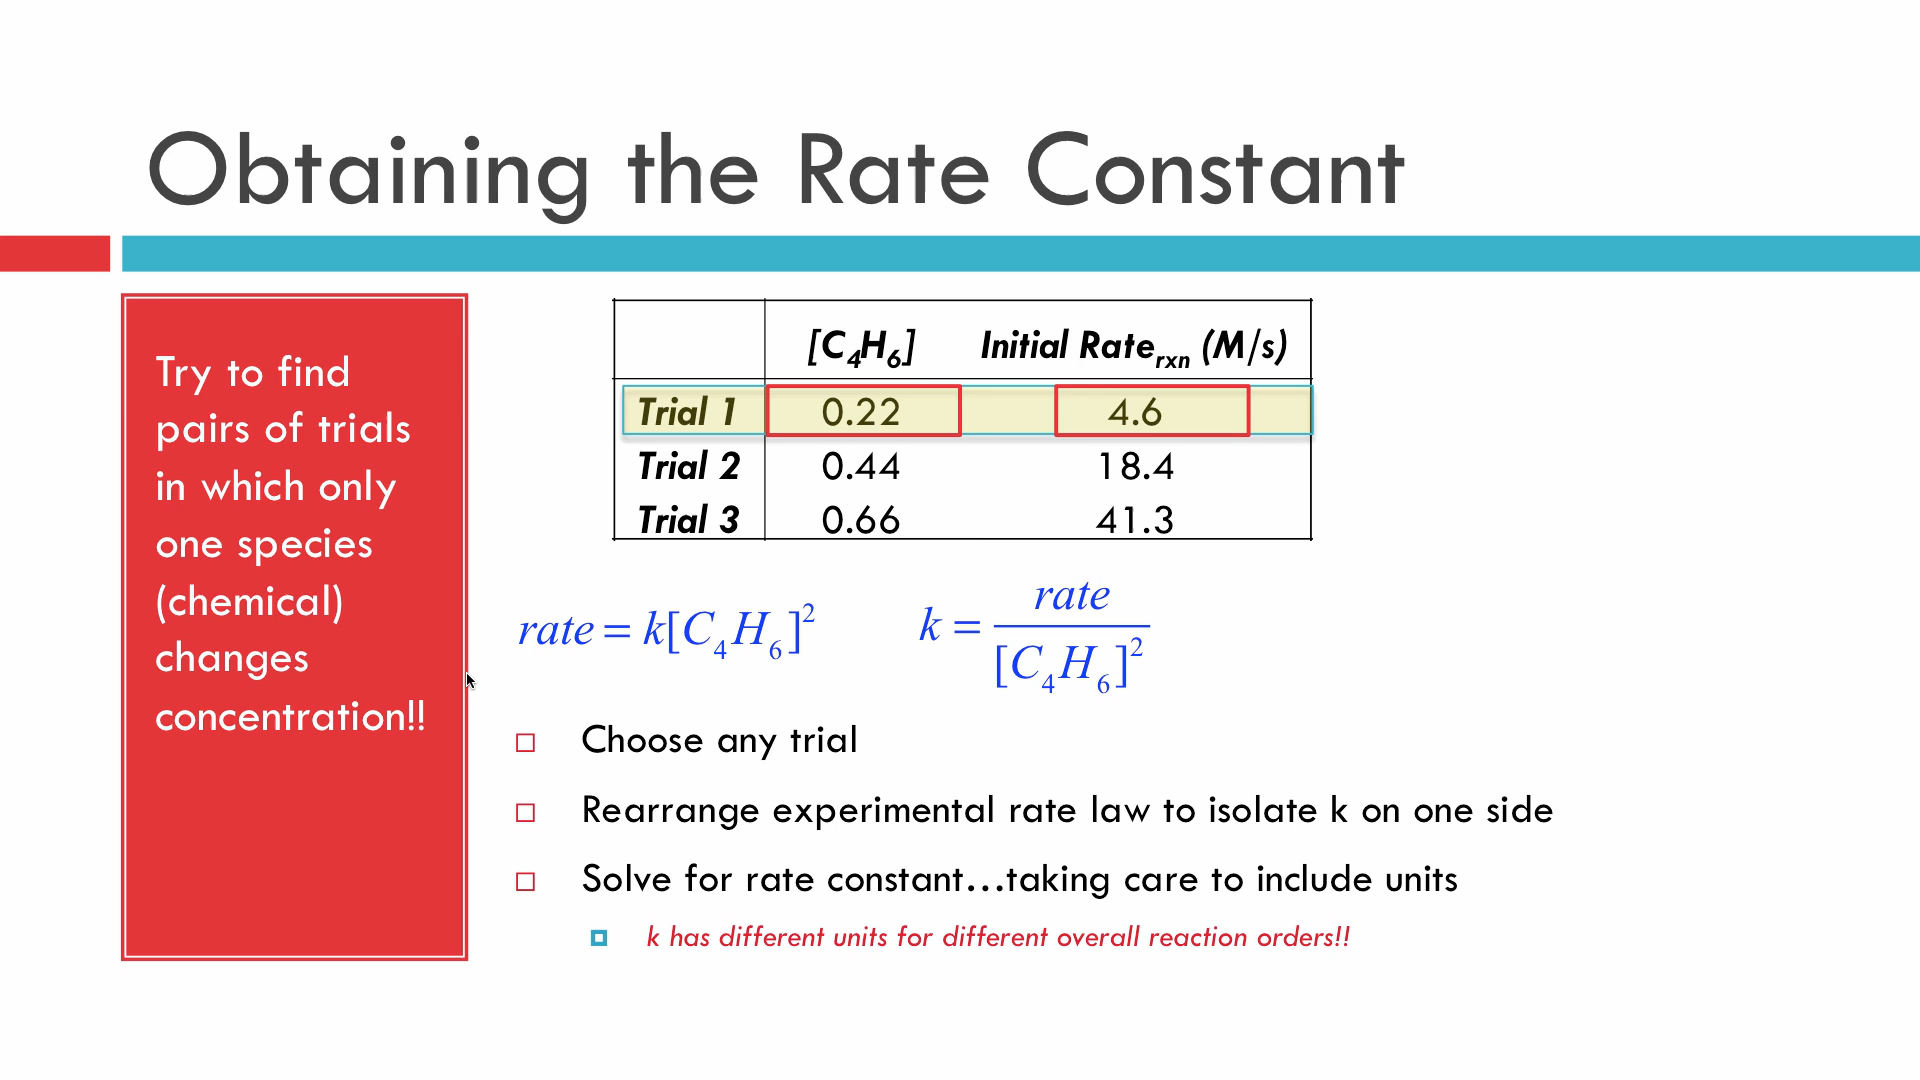 Obtaining the Rate Constant
Try to find
pairs of trials
in which only
one species
(chemical)
changes
concentration!!
[C₄H₆] Initial Rateᵣₓₙ (M/s)
Trial 1 0.22 4.6
Trial 2 0.44 18.4
Trial 3 0.66 41.3
rate = k[C₄H₆]² k = rate / [C₄H₆]²
Choose any trial
Rearrange experimental rate law to isolate k on one side
Solve for rate constant...taking care to include units
k has different units for different overall reaction orders!!